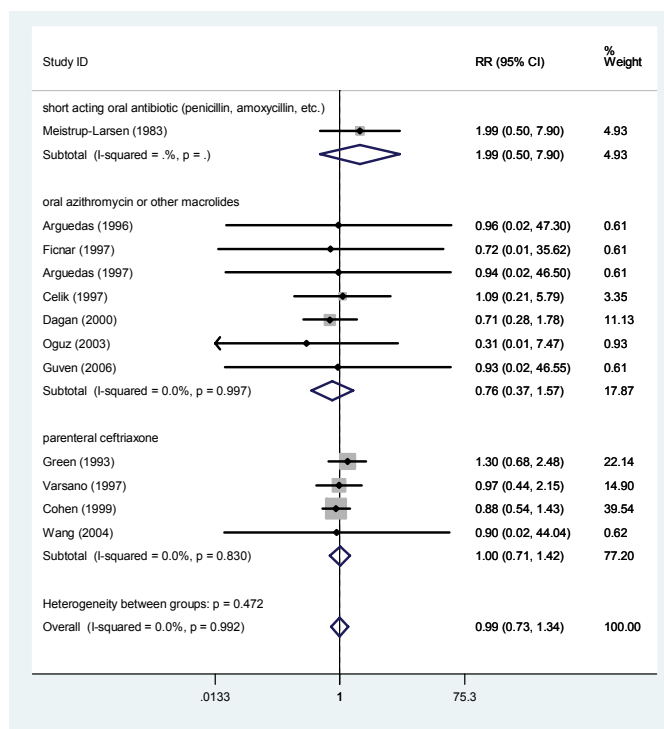 %
Study ID RR (95% CI) Weight
short acting oral antibiotic (penicillin, amoxycillin, etc.)
Meistrup-Larsen (1983) 1.99 (0.50, 7.90) 4.93
Subtotal (I-squared = .%, p = .) 1.99 (0.50, 7.90) 4.93
oral azithromycin or other macrolides
Arguedas (1996) 0.96 (0.02, 47.30) 0.61
Ficnar (1997) 0.72 (0.01, 35.62) 0.61
Arguedas (1997) 0.94 (0.02, 46.50) 0.61
Celik (1997) 1.09 (0.21, 5.79) 3.35
Dagan (2000) 0.71 (0.28, 1.78) 11.13
Oguz (2003) 0.31 (0.01, 7.47) 0.93
Guven (2006) 0.93 (0.02, 46.55) 0.61
Subtotal (I-squared = 0.0%, p = 0.997) 0.76 (0.37, 1.57) 17.87
parenteral ceftriaxone
Green (1993) 1.30 (0.68, 2.48) 22.14
Varsano (1997) 0.97 (0.44, 2.15) 14.90
Cohen (1999) 0.88 (0.54, 1.43) 39.54
Wang (2004) 0.90 (0.02, 44.04) 0.62
Subtotal (I-squared = 0.0%, p = 0.830) 1.00 (0.71, 1.42) 77.20
Heterogeneity between groups: p = 0.472
Overall (I-squared = 0.0%, p = 0.992) 0.99 (0.73, 1.34) 100.00
.0133 1 75.3